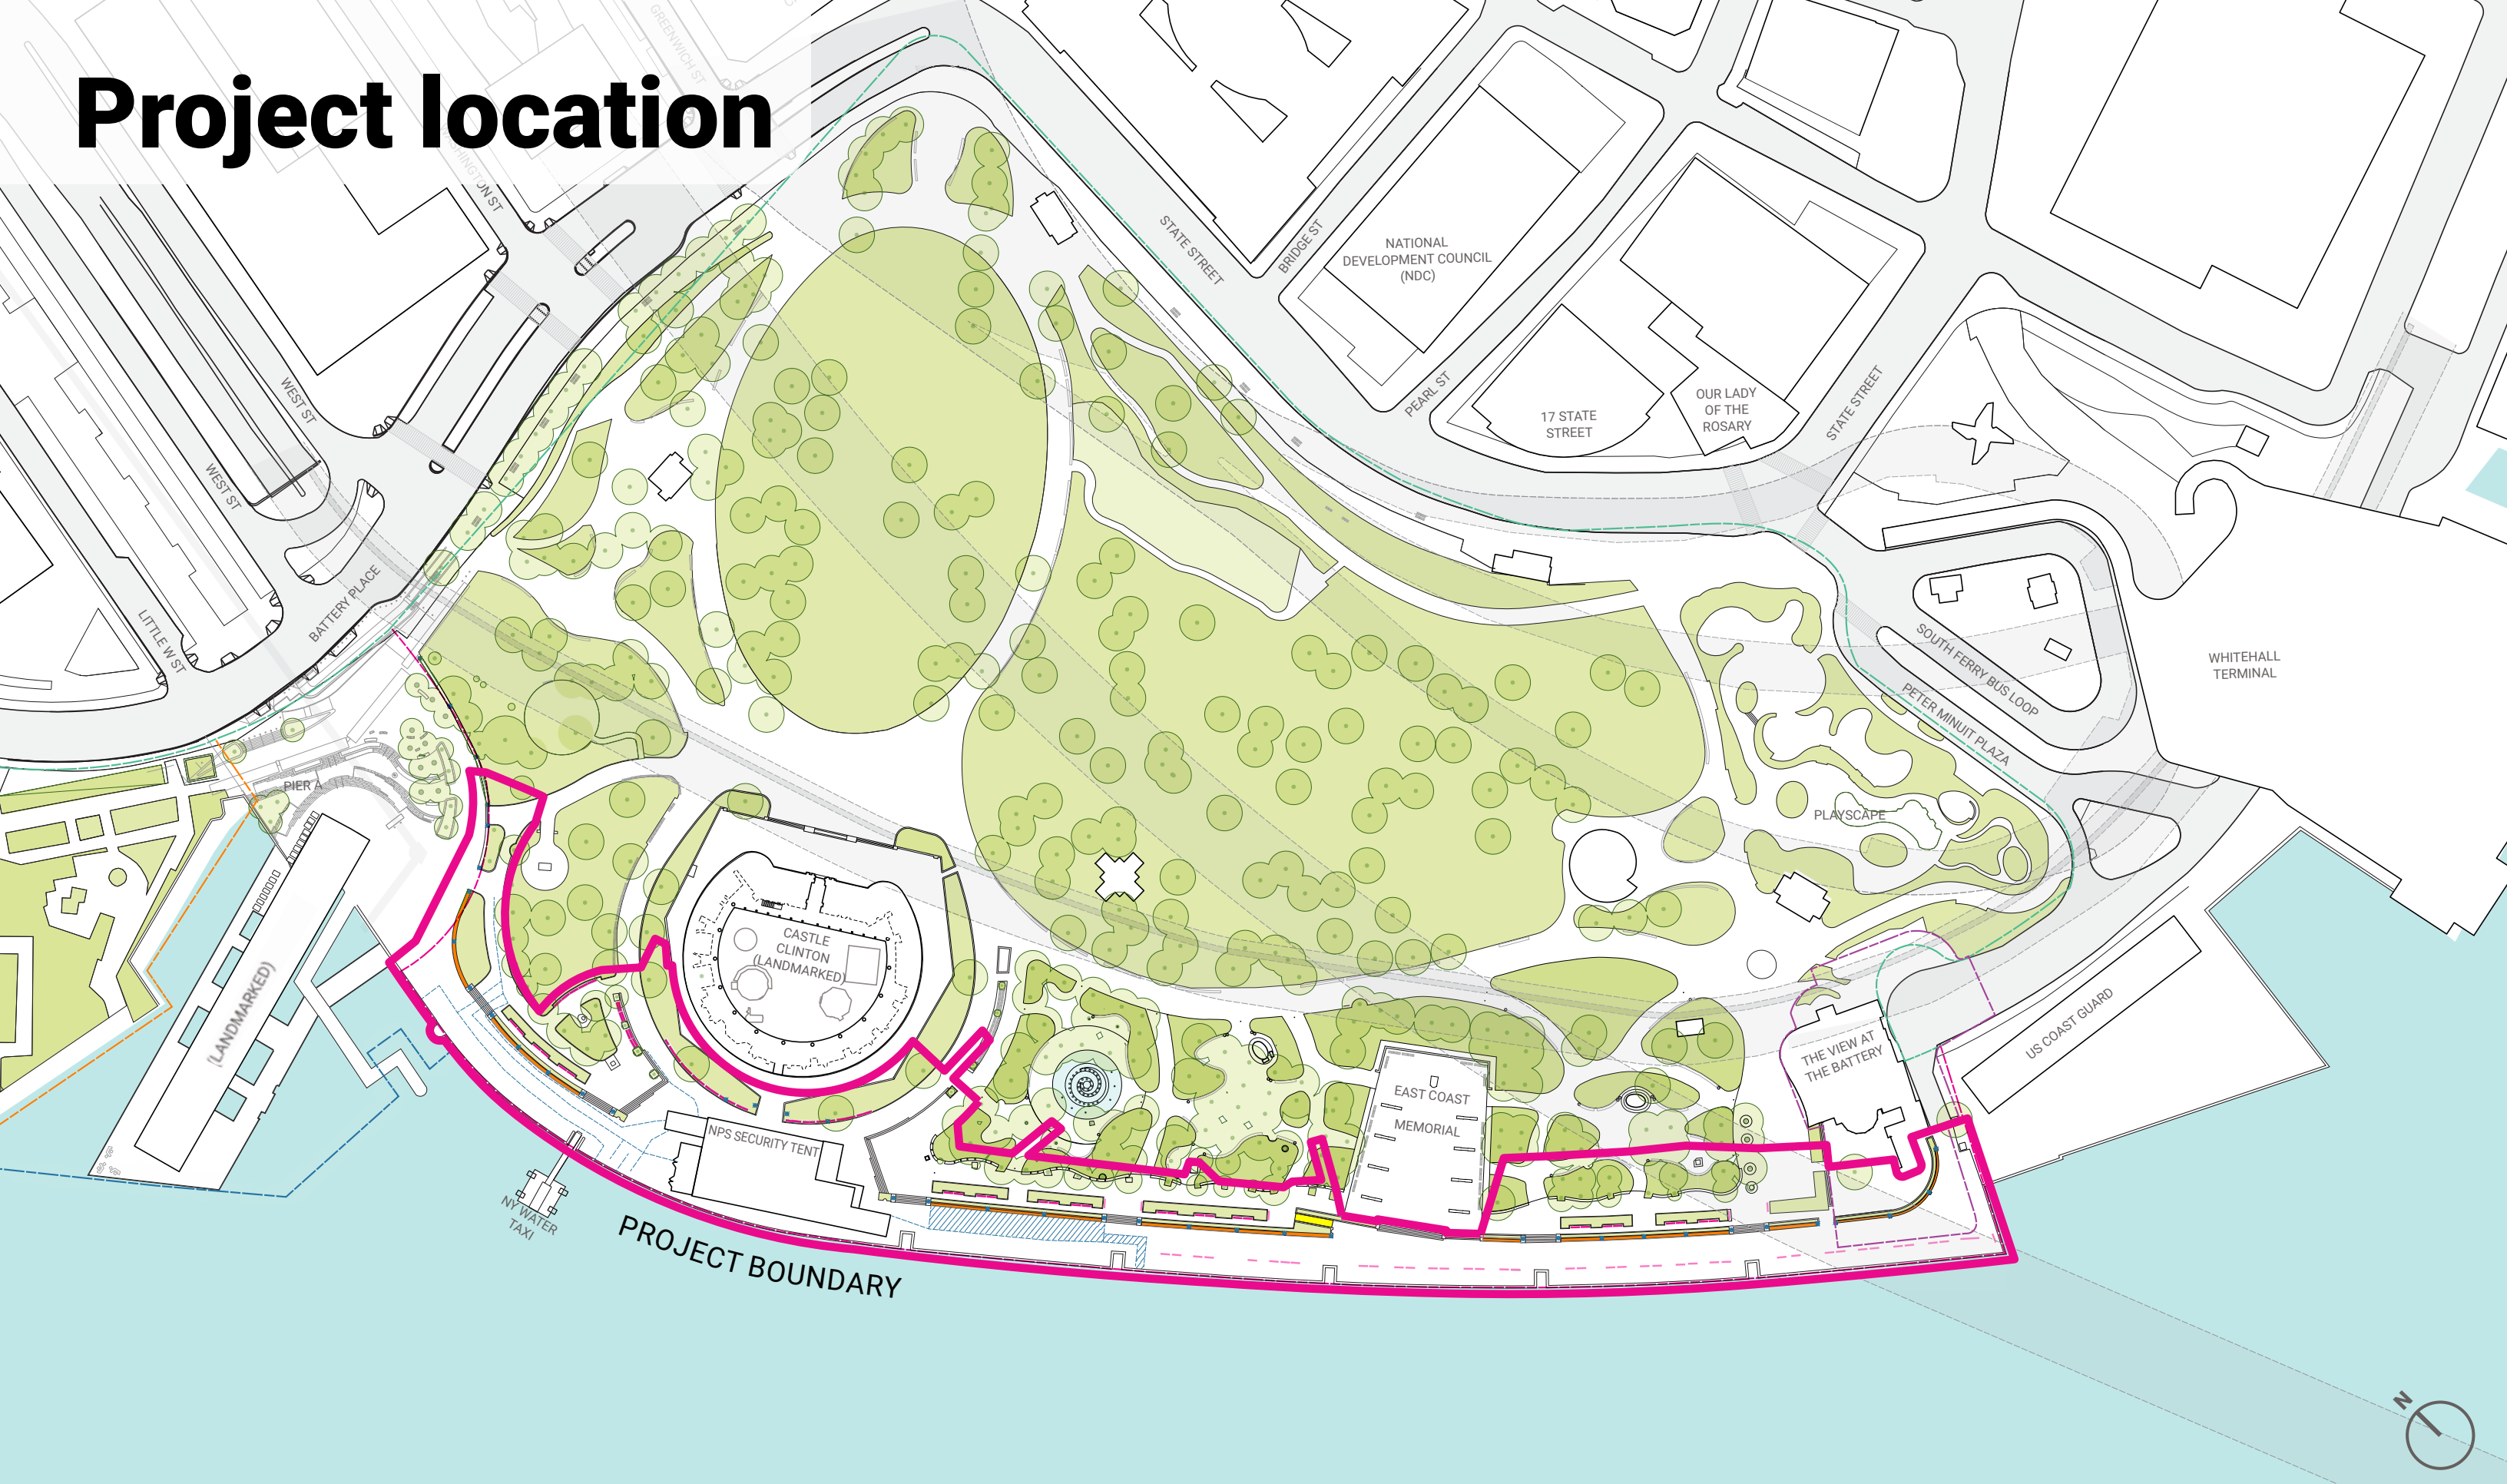 Project location
GREENWICH ST
WEST ST
WEST ST
LITTLE W ST
BATTERY PLACE
STATE STREET
BRIDGE ST
NATIONAL
DEVELOPMENT COUNCIL
(NDC)
PEARL ST
17 STATE
STREET
OUR LADY
OF THE
ROSARY
STATE STREET
SOUTH FERRY BUS LOOP
PETER MINUIT PLAZA
WHITEHALL
TERMINAL
PIER A
(LANDMARKED)
PLAYSCAPE
CASTLE
CLINTON
(LANDMARKED)
THE VIEW AT
THE BATTERY
US COAST GUARD
EAST COAST
MEMORIAL
NPS SECURITY TENT
NY WATER
TAXI
PROJECT BOUNDARY
N